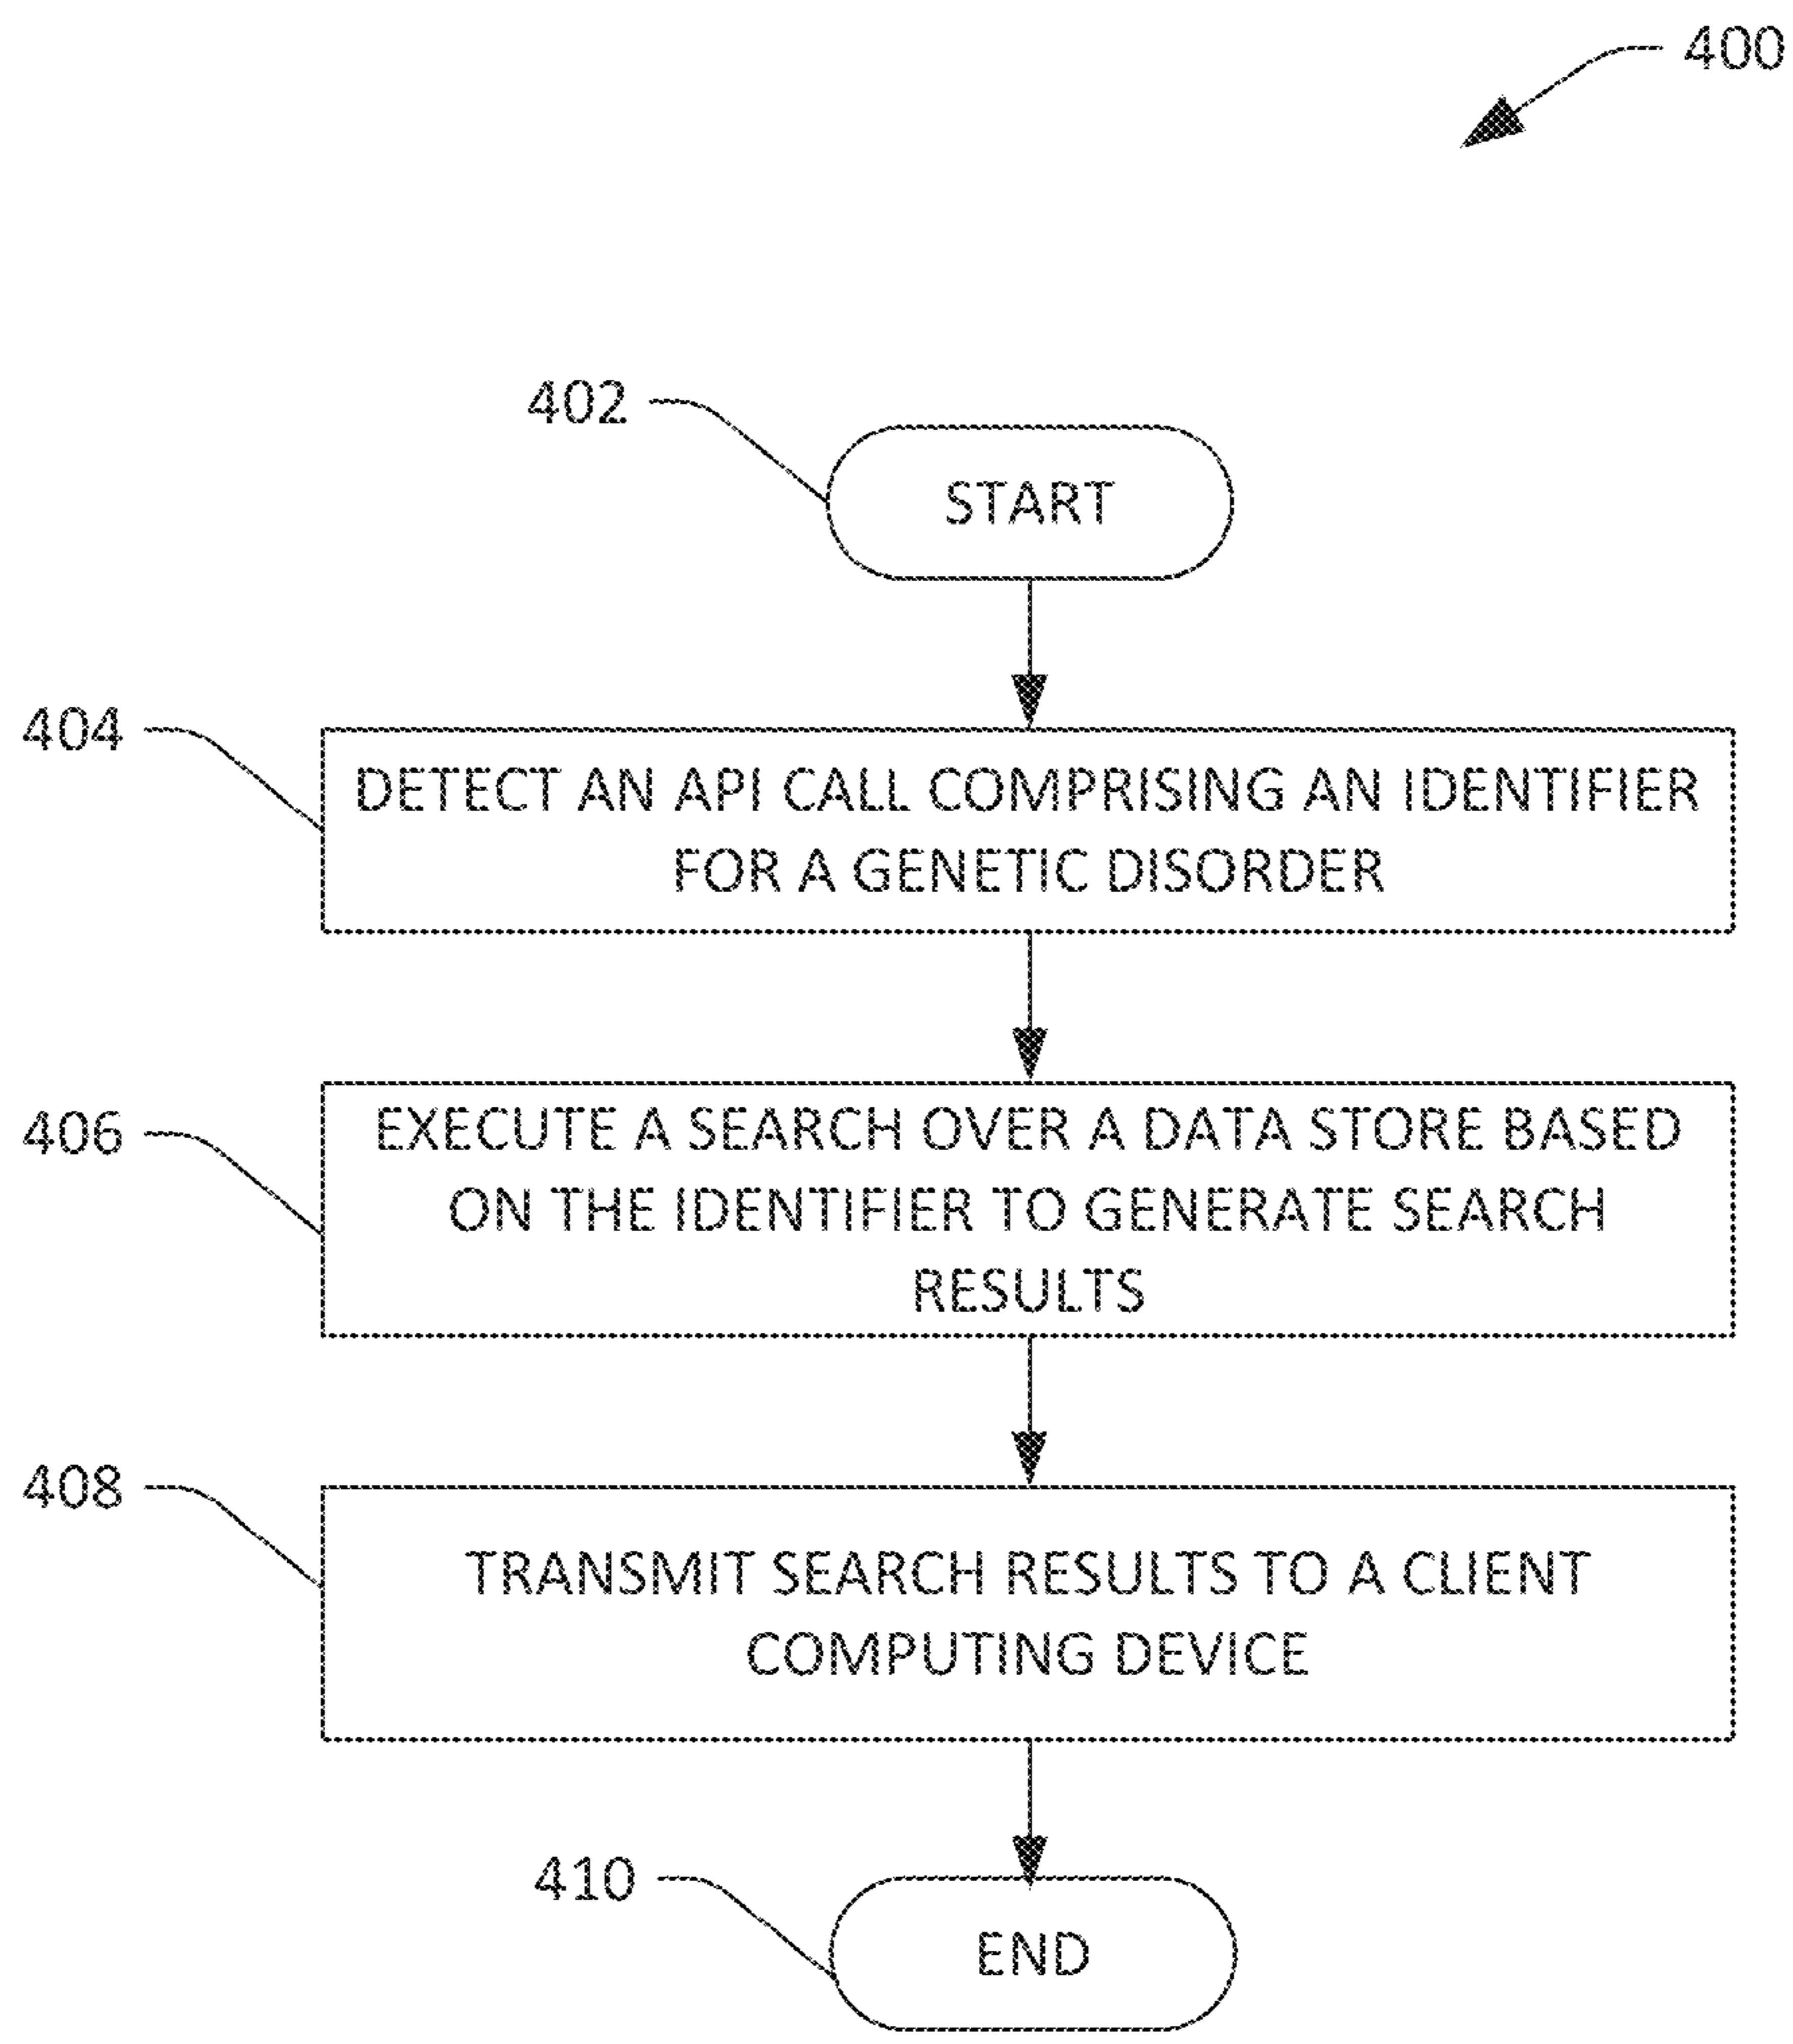 400
402
START
404
DETECT AN API CALL COMPRISING AN IDENTIFIER
FOR A GENETIC DISORDER
406
EXECUTE A SEARCH OVER A DATA STORE BASED
ON THE IDENTIFIER TO GENERATE SEARCH
RESULTS
408
TRANSMIT SEARCH RESULTS TO A CLIENT
COMPUTING DEVICE
410
END